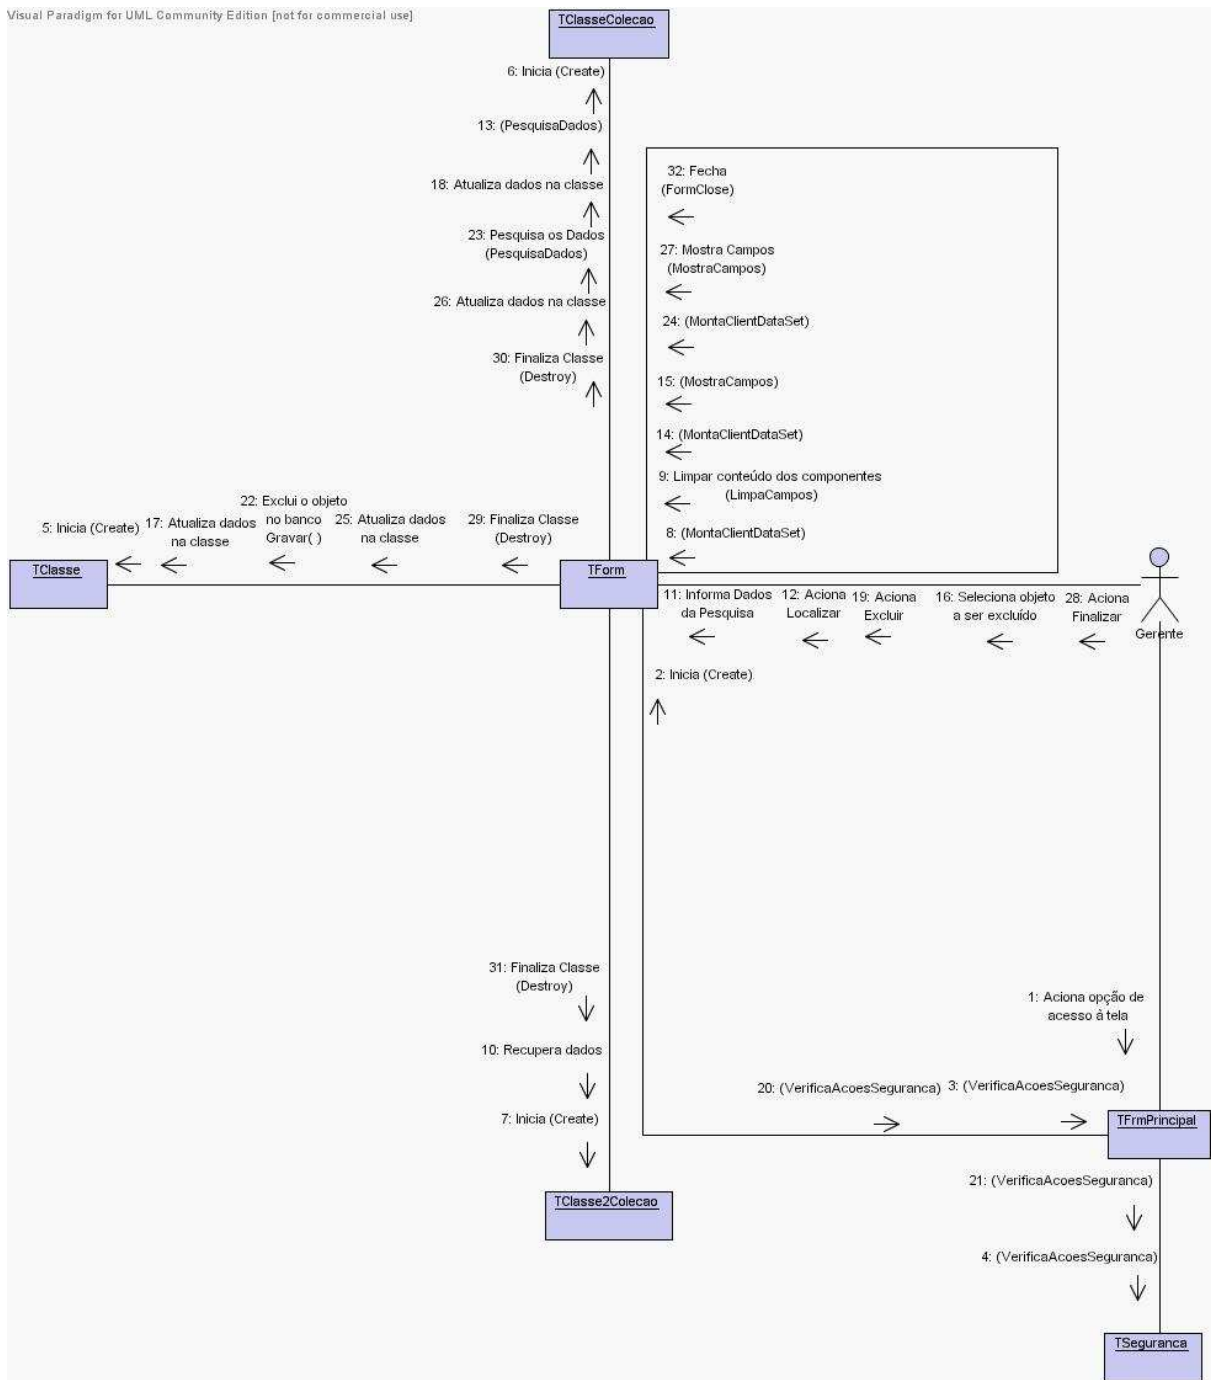 Visual Paradigm for UML Community Edition [not for commercial use]
TClasseColecao
6: Inicia (Create)
13: (PesquisaDados)
18: Atualiza dados na classe
23: Pesquisa os Dados
(PesquisaDados)
26: Atualiza dados na classe
30: Finaliza Classe
(Destroy)
32: Fecha
(FormClose)
27: Mostra Campos
(MostraCampos)
24: (MontaClientDataSet)
15: (MostraCampos)
14: (MontaClientDataSet)
9: Limpar conteúdo dos componentes
(LimpaCampos)
8: (MontaClientDataSet)
5: Inicia (Create)
17: Atualiza dados
na classe
22: Exclui o objeto
no banco
Gravar( )
25: Atualiza dados
na classe
29: Finaliza Classe
(Destroy)
TClasse
TForm
11: Informa Dados
da Pesquisa
12: Aciona
Localizar
19: Aciona
Excluir
16: Seleciona objeto
a ser excluído
28: Aciona
Finalizar
Gerente
2: Inicia (Create)
31: Finaliza Classe
(Destroy)
10: Recupera dados
7: Inicia (Create)
TClasse2Colecao
1: Aciona opção de
acesso à tela
20: (VerificaAcoesSeguranca)
3: (VerificaAcoesSeguranca)
TFrmPrincipal
21: (VerificaAcoesSeguranca)
4: (VerificaAcoesSeguranca)
TSeguranca